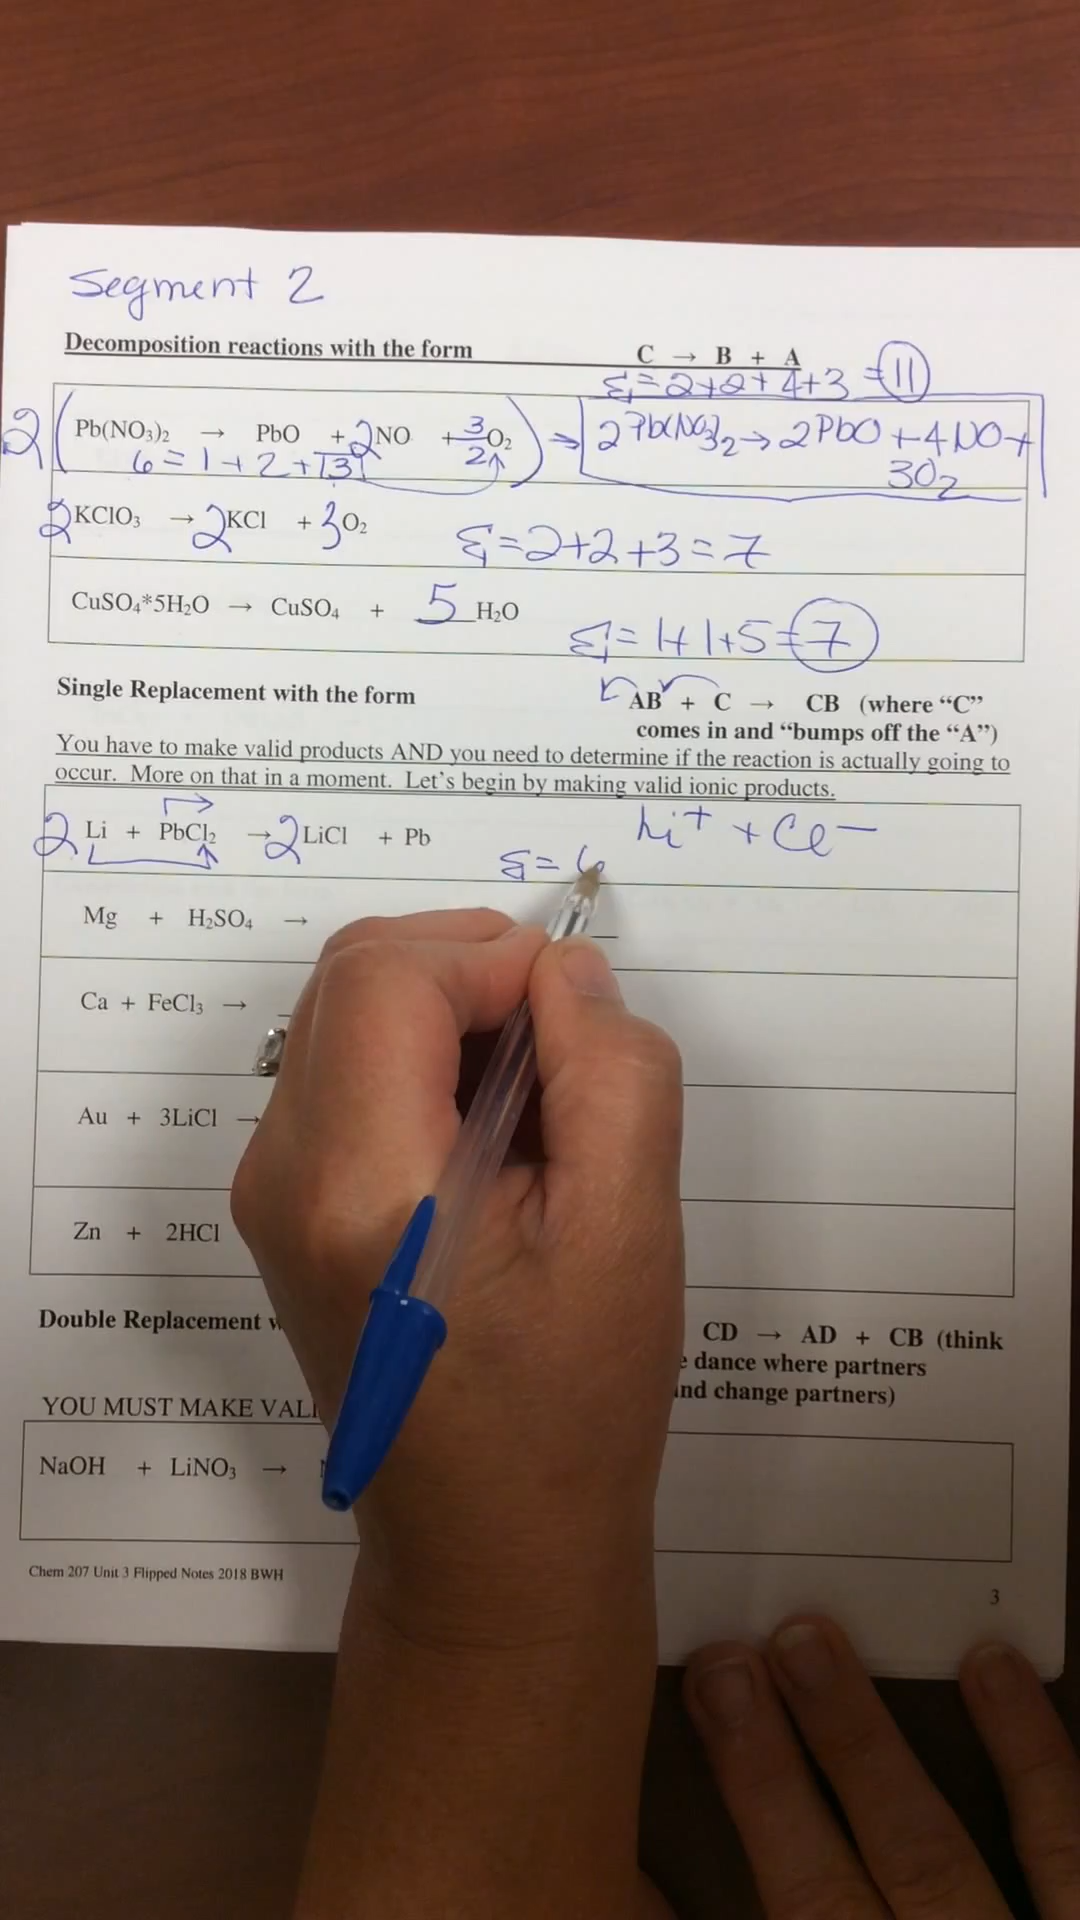 Segment 2
Decomposition reactions with the form C → B + A
Σ = 2+2+4+3 = 11
2( Pb(NO₃)₂ → PbO + 2NO + 3/2 O₂ ) ⇒ 2Pb(NO₃)₂ → 2PbO + 4NO +
6 = 1 + 2 + 3 3O₂
2KClO₃ → 2KCl + 3O₂ Σ = 2+2+3 = 7
CuSO₄*5H₂O → CuSO₄ + 5 H₂O
Σ = 1+1+5 = 7
Single Replacement with the form AB + C → CB (where “C”
comes in and “bumps off the “A”)
You have to make valid products AND you need to determine if the reaction is actually going to
occur. More on that in a moment. Let’s begin by making valid ionic products.
2 Li + PbCl₂ → 2LiCl + Pb Li⁺ + Cl⁻
Σ = 6
Mg + H₂SO₄ →
Ca + FeCl₃ →
Au + 3LiCl →
Zn + 2HCl
Double Replacement CD → AD + CB (think
dance where partners
and change partners)
YOU MUST MAKE VALI
NaOH + LiNO₃ →
Chem 207 Unit 3 Flipped Notes 2018 BWH
3